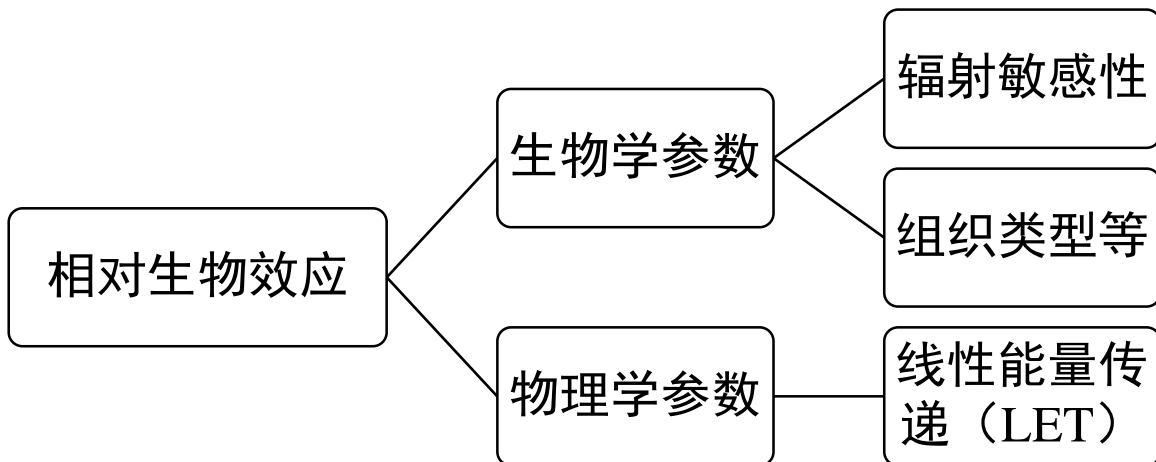 相对生物效应
生物学参数
辐射敏感性
组织类型等
物理学参数
线性能量传
递（LET）